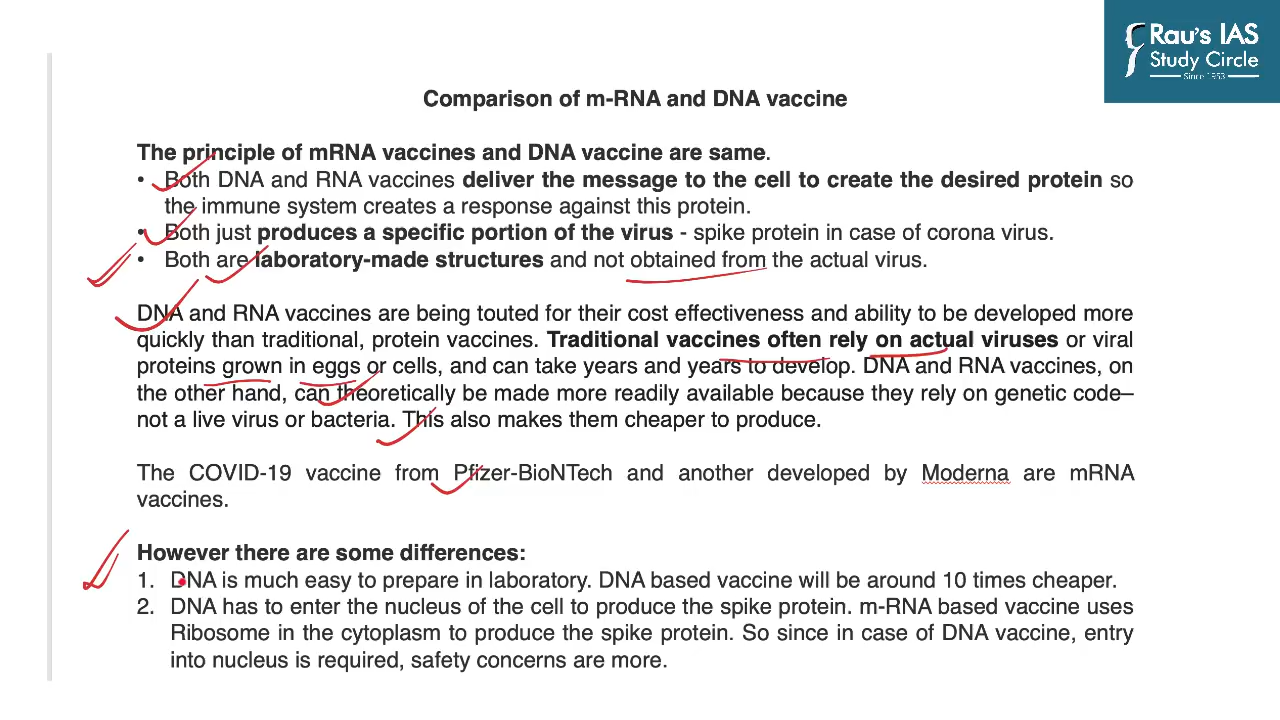 Rau's IAS
Study Circle
Since 1953
Comparison of m-RNA and DNA vaccine
The principle of mRNA vaccines and DNA vaccine are same.
• Both DNA and RNA vaccines deliver the message to the cell to create the desired protein so
the immune system creates a response against this protein.
• Both just produces a specific portion of the virus - spike protein in case of corona virus.
• Both are laboratory-made structures and not obtained from the actual virus.
DNA and RNA vaccines are being touted for their cost effectiveness and ability to be developed more
quickly than traditional, protein vaccines. Traditional vaccines often rely on actual viruses or viral
proteins grown in eggs or cells, and can take years and years to develop. DNA and RNA vaccines, on
the other hand, can theoretically be made more readily available because they rely on genetic code–
not a live virus or bacteria. This also makes them cheaper to produce.
The COVID-19 vaccine from Pfizer-BioNTech and another developed by Moderna are mRNA
vaccines.
However there are some differences:
1. DNA is much easy to prepare in laboratory. DNA based vaccine will be around 10 times cheaper.
2. DNA has to enter the nucleus of the cell to produce the spike protein. m-RNA based vaccine uses
Ribosome in the cytoplasm to produce the spike protein. So since in case of DNA vaccine, entry
into nucleus is required, safety concerns are more.